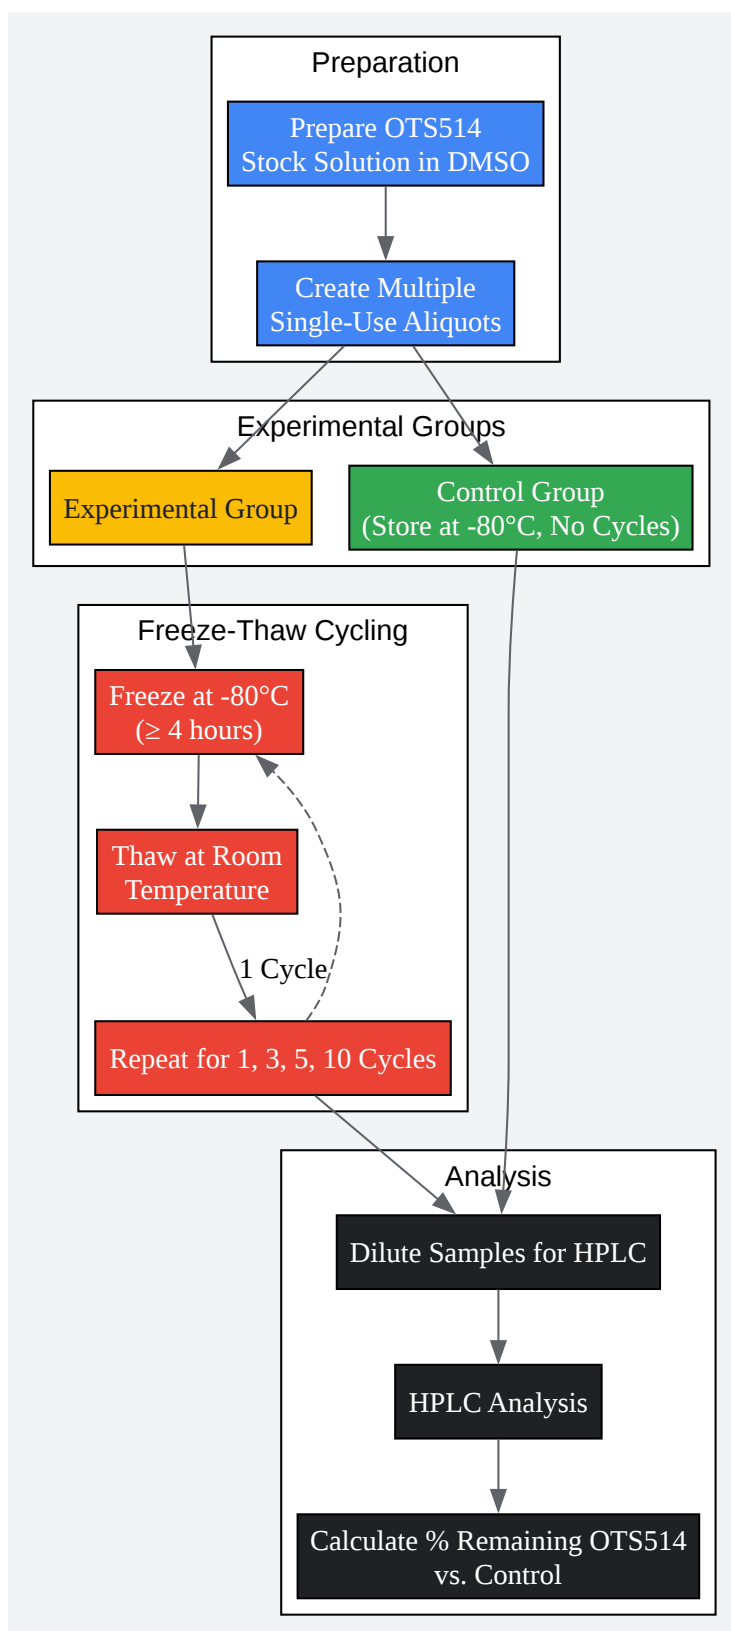 Preparation
Prepare OTS514
Stock Solution in DMSO
Create Multiple
Single-Use Aliquots
Experimental Groups
Experimental Group
Control Group
(Store at -80°C, No Cycles)
Freeze-Thaw Cycling
Freeze at -80°C
(≥ 4 hours)
Thaw at Room
Temperature
1 Cycle
Repeat for 1, 3, 5, 10 Cycles
Analysis
Dilute Samples for HPLC
HPLC Analysis
Calculate % Remaining OTS514
vs. Control